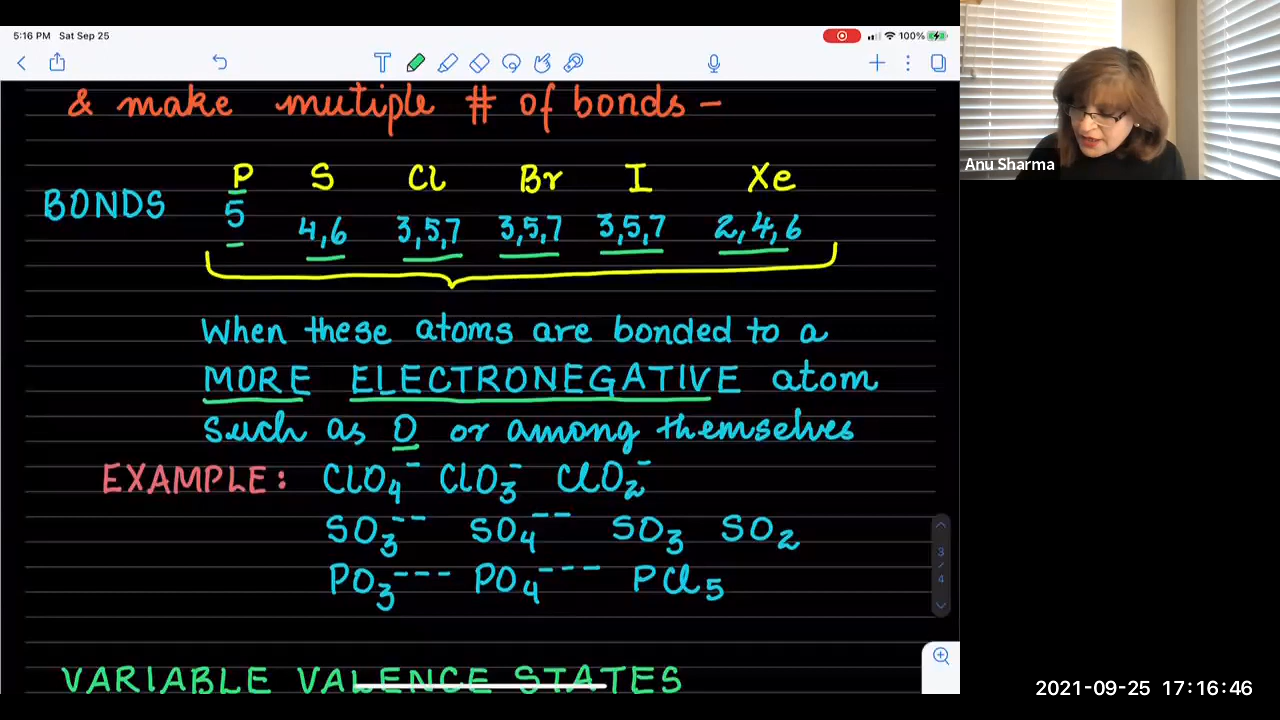 5:16 PM Sat Sep 25
100%
& make mutiple # of bonds –
P S Cl Br I Xe
BONDS 5 4,6 3,5,7 3,5,7 3,5,7 2,4,6
When these atoms are bonded to a
MORE ELECTRONEGATIVE atom
such as O or among themselves
EXAMPLE: ClO₄⁻ ClO₃⁻ ClO₂⁻
SO₃⁻⁻ SO₄⁻⁻ SO₃ SO₂
PO₃⁻⁻⁻ PO₄⁻⁻⁻ PCl₅
VARIABLE VALENCE STATES
3/4
Anu Sharma
2021-09-25 17:16:46